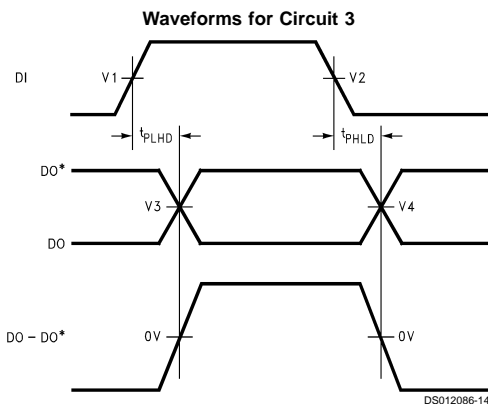 Waveforms for Circuit 3
DI
V1
V2
tPLHD
tPHLD
DO*
V3
V4
DO
DO – DO*
0V
0V
DS012086-14